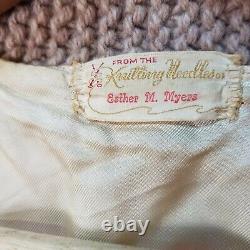 FROM THE
Knitting Needles of
Esther M. Myers